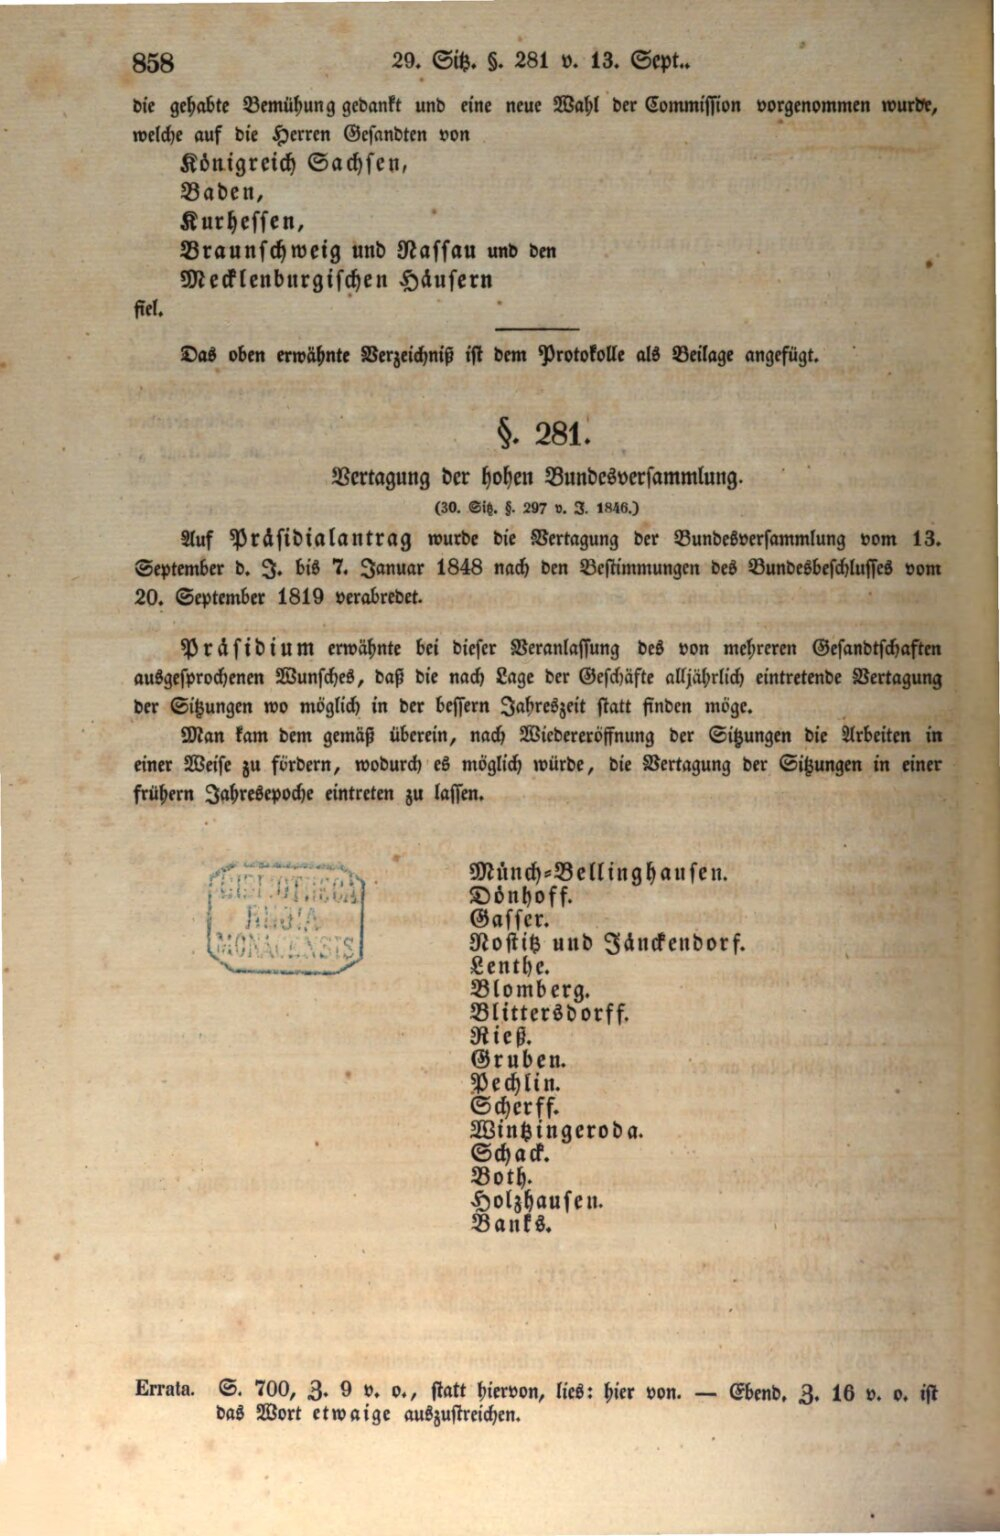 858
29. Sitz. §. 281 v. 13. Sept.
die gehabte Bemühung gedankt und eine neue Wahl der Commission vorgenommen wurde,
welche auf die Herren Gesandten von
Königreich Sachsen,
Baden,
Kurhessen,
Braunschweig und Nassau und den
Mecklenburgischen Häusern
fiel.
Das oben erwähnte Verzeichniß ist dem Protokolle als Beilage angefügt.
§. 281.
Vertagung der hohen Bundesversammlung.
(30. Sitz. §. 297 v. J. 1846.)
Auf Präsidialantrag wurde die Vertagung der Bundesversammlung vom 13.
September d. J. bis 7. Januar 1848 nach den Bestimmungen des Bundesbeschlusses vom
20. September 1819 verabredet.
Präsidium erwähnte bei dieser Veranlassung des von mehreren Gesandtschaften
ausgesprochenen Wunsches, daß die nach Lage der Geschäfte alljährlich eintretende Vertagung
der Sitzungen wo möglich in der bessern Jahreszeit statt finden möge.
Man kam dem gemäß überein, nach Wiedereröffnung der Sitzungen die Arbeiten in
einer Weise zu fördern, wodurch es möglich würde, die Vertagung der Sitzungen in einer
frühern Jahresepoche eintreten zu lassen.
BIBLIOTHECA
REGIA
MONACENSIS
Münch-Bellinghausen.
Dönhoff.
Gasser.
Nostitz und Jänckendorf.
Lenthe.
Blomberg.
Blittersdorff.
Rieß.
Gruben.
Pechlin.
Scherff.
Wintzingeroda.
Schack.
Both.
Holzhausen.
Banks.
Errata. S. 700, Z. 9 v. o., statt hiervon, lies: hier von. — Ebend. Z. 16 v. o. ist
das Wort etwaige auszustreichen.